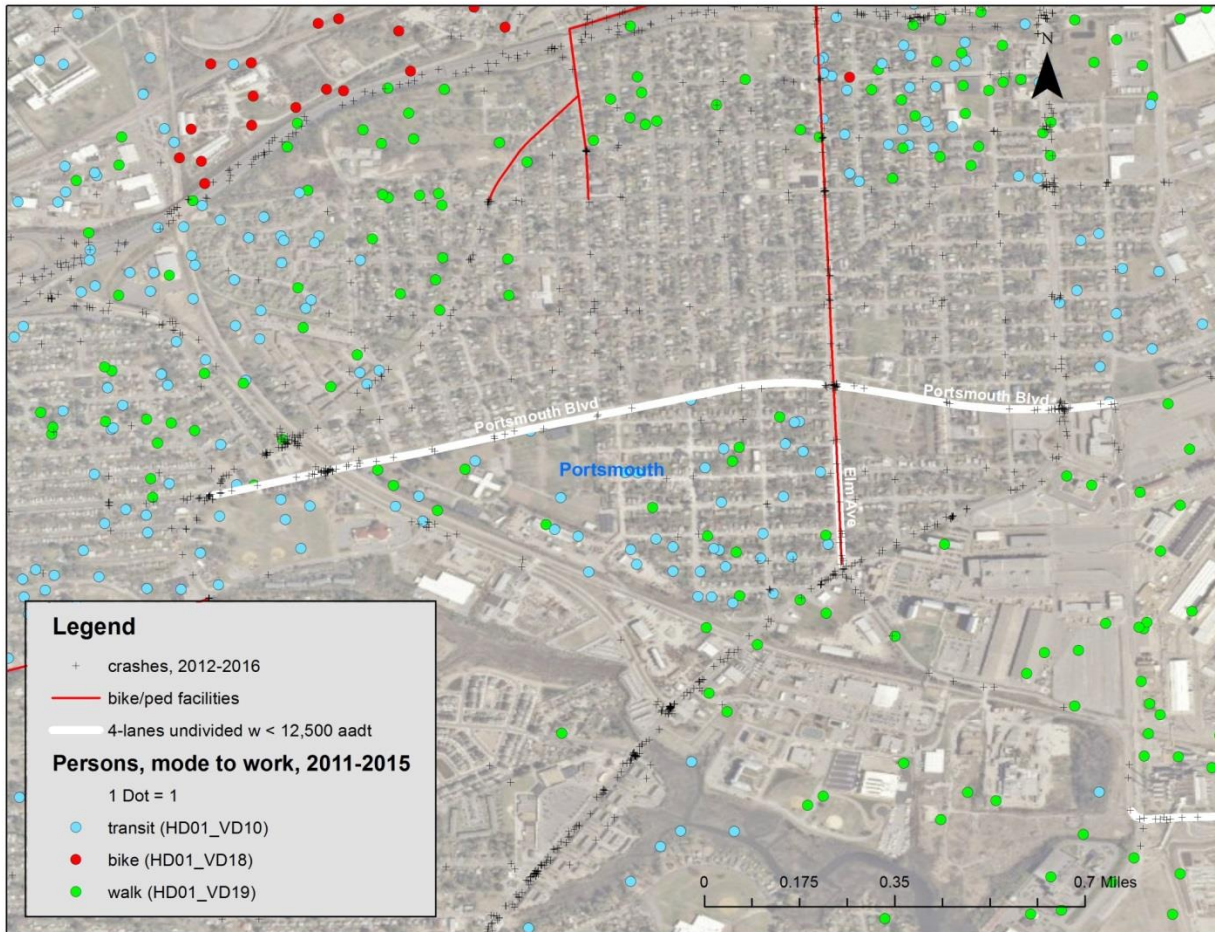 N
Portsmouth Blvd
Portsmouth Blvd
Portsmouth
Elm Ave
Legend
crashes, 2012-2016
bike/ped facilities
4-lanes undivided w < 12,500 aadt
Persons, mode to work, 2011-2015
1 Dot = 1
transit (HD01_VD10)
bike (HD01_VD18)
walk (HD01_VD19)
0 0.175 0.35 0.7 Miles